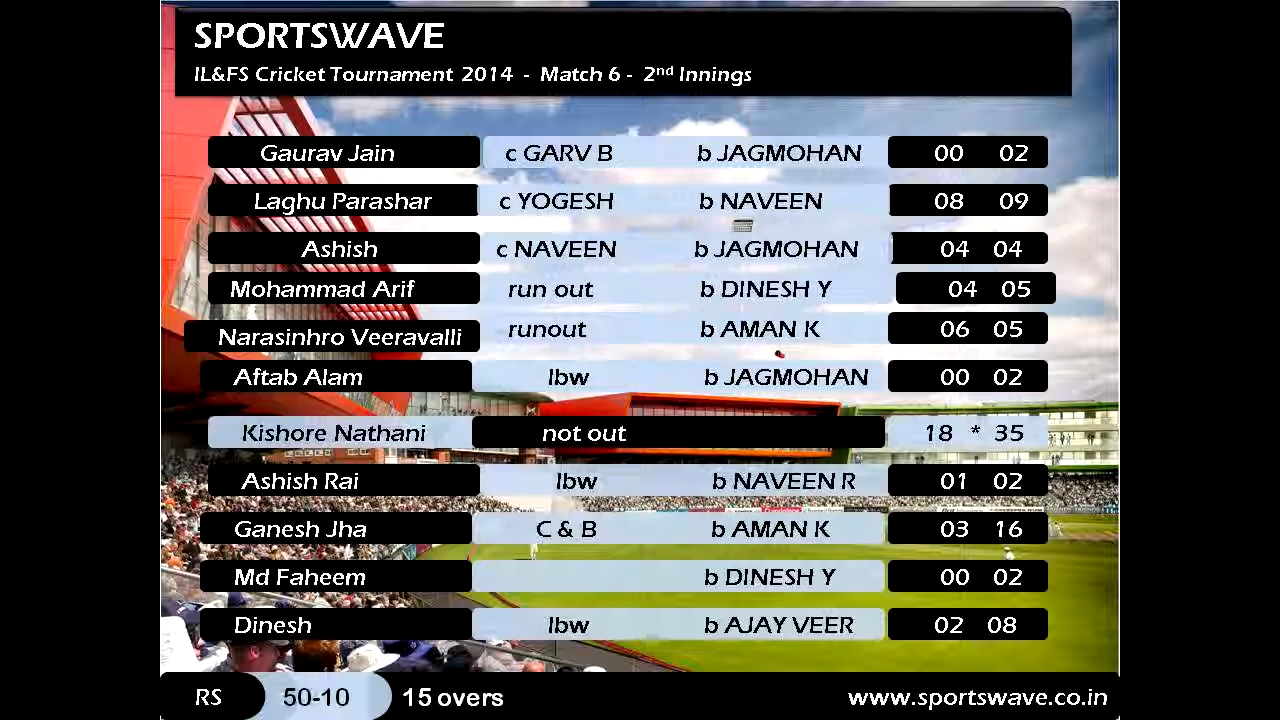 SPORTSWAVE
IL&FS Cricket Tournament 2014 - Match 6 - 2nd Innings
Gaurav Jain c GARV B b JAGMOHAN 00 02
Laghu Parashar c YOGESH b NAVEEN 08 09
Ashish c NAVEEN b JAGMOHAN 04 04
Mohammad Arif run out b DINESH Y 04 05
Narasinhro Veeravalli runout b AMAN K 06 05
Aftab Alam lbw b JAGMOHAN 00 02
Kishore Nathani not out 18 * 35
Ashish Rai lbw b NAVEEN R 01 02
Ganesh Jha C & B b AMAN K 03 16
Md Faheem b DINESH Y 00 02
Dinesh lbw b AJAY VEER 02 08
RS 50-10 15 overs www.sportswave.co.in